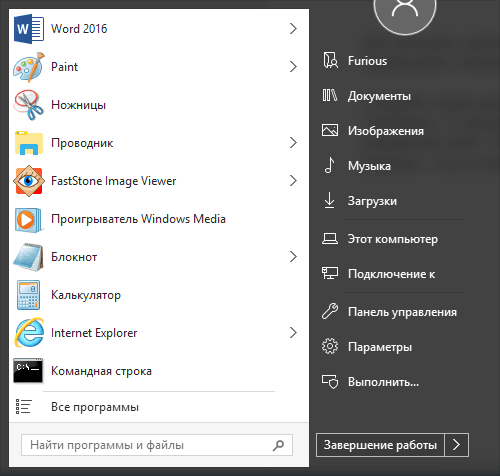 Word 2016
Paint
Ножницы
Проводник
FastStone Image Viewer
Проигрыватель Windows Media
Блокнот
Калькулятор
Internet Explorer
Командная строка
Все программы
Найти программы и файлы
Furious
Документы
Изображения
Музыка
Загрузки
Этот компьютер
Подключение к
Панель управления
Параметры
Выполнить...
Завершение работы